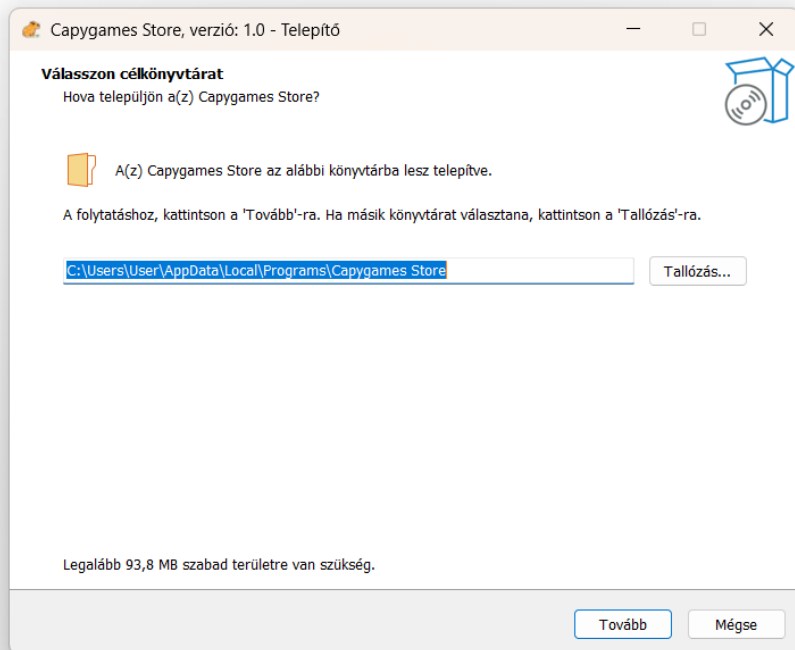 Capygames Store, verzió: 1.0 - Telepítő
Válasszon célkönyvtárat
Hova települjön a(z) Capygames Store?
A(z) Capygames Store az alábbi könyvtárba lesz telepítve.
A folytatáshoz, kattintson a 'Tovább'-ra. Ha másik könyvtárat választana, kattintson a 'Tallózás'-ra.
C:\Users\User\AppData\Local\Programs\Capygames Store
Tallózás...
Legalább 93,8 MB szabad területre van szükség.
Tovább
Mégse